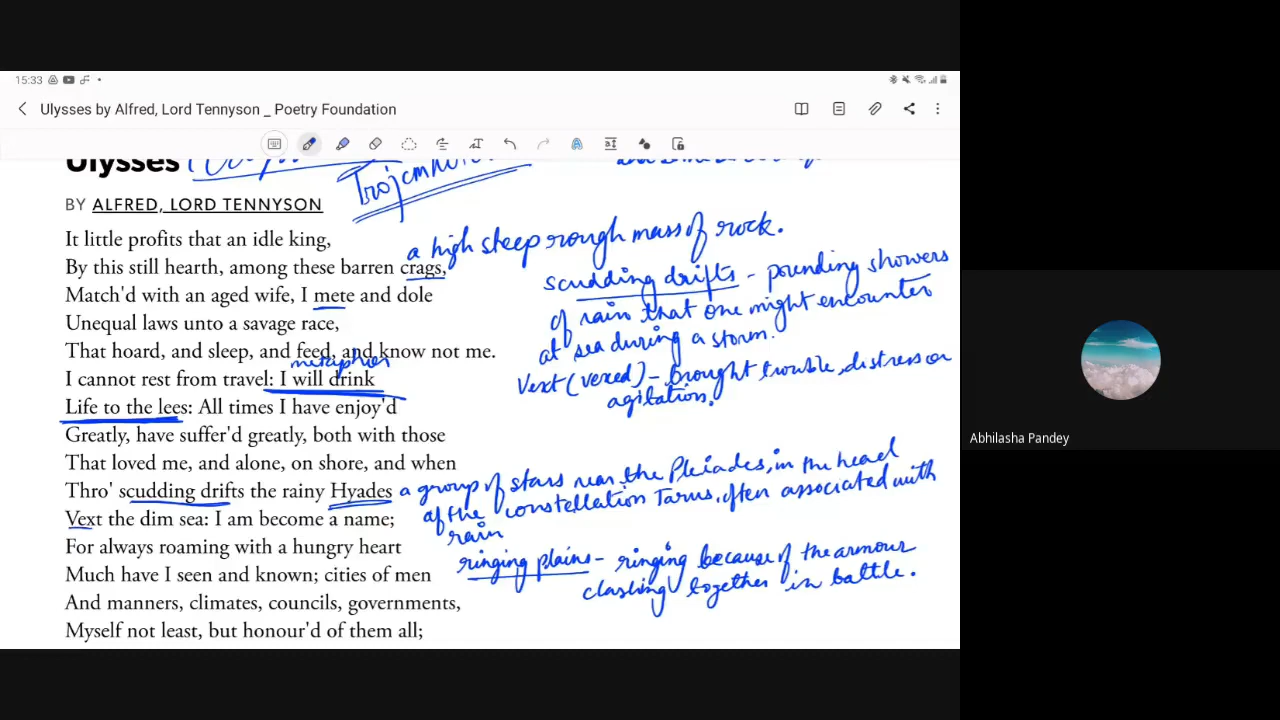 15:33
Ulysses by Alfred, Lord Tennyson _ Poetry Foundation
Ulysses
BY ALFRED, LORD TENNYSON
It little profits that an idle king,
a high steep rough mass of rock.
By this still hearth, among these barren crags,
scudding drifts - pounding showers
Match'd with an aged wife, I mete and dole
of rain that one might encounter
Unequal laws unto a savage race,
at sea during a storm.
That hoard, and sleep, and feed, and know not me.
metaphor
Vext (vexed) - brought trouble, distress or
I cannot rest from travel: I will drink
agitation.
Life to the lees: All times I have enjoy'd
Greatly, have suffer'd greatly, both with those
That loved me, and alone, on shore, and when
Thro' scudding drifts the rainy Hyades
a group of stars near the Pleiades, in the head
of the constellation Tarus, often associated with
rain
Vext the dim sea: I am become a name;
For always roaming with a hungry heart
ringing plains - ringing because of the armour
Much have I seen and known; cities of men
clashing together in battle.
And manners, climates, councils, governments,
Myself not least, but honour'd of them all;
Abhilasha Pandey